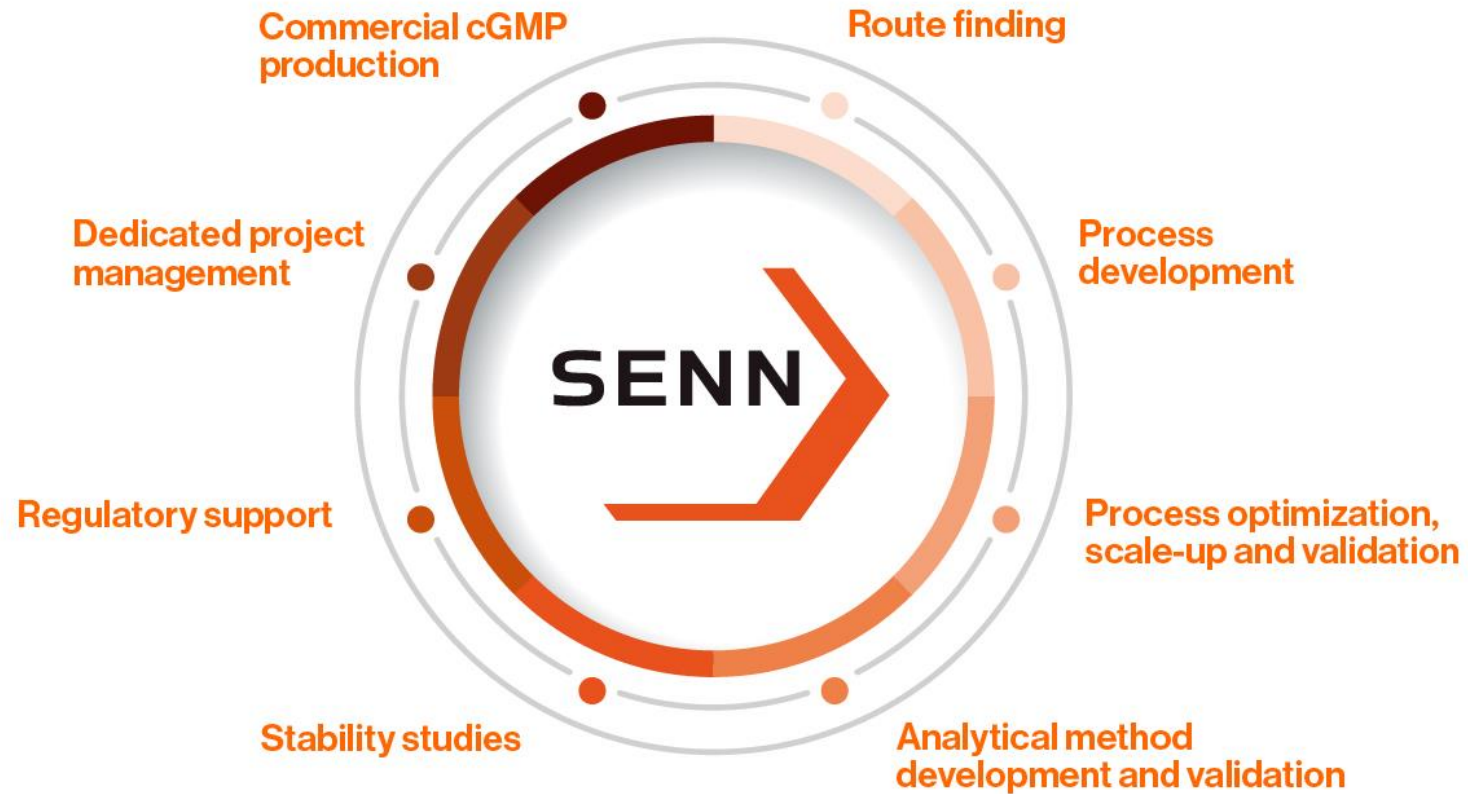 Commercial cGMP
production
Route finding
Dedicated project
management
Process
development
SENN
Regulatory support
Process optimization,
scale-up and validation
Stability studies
Analytical method
development and validation